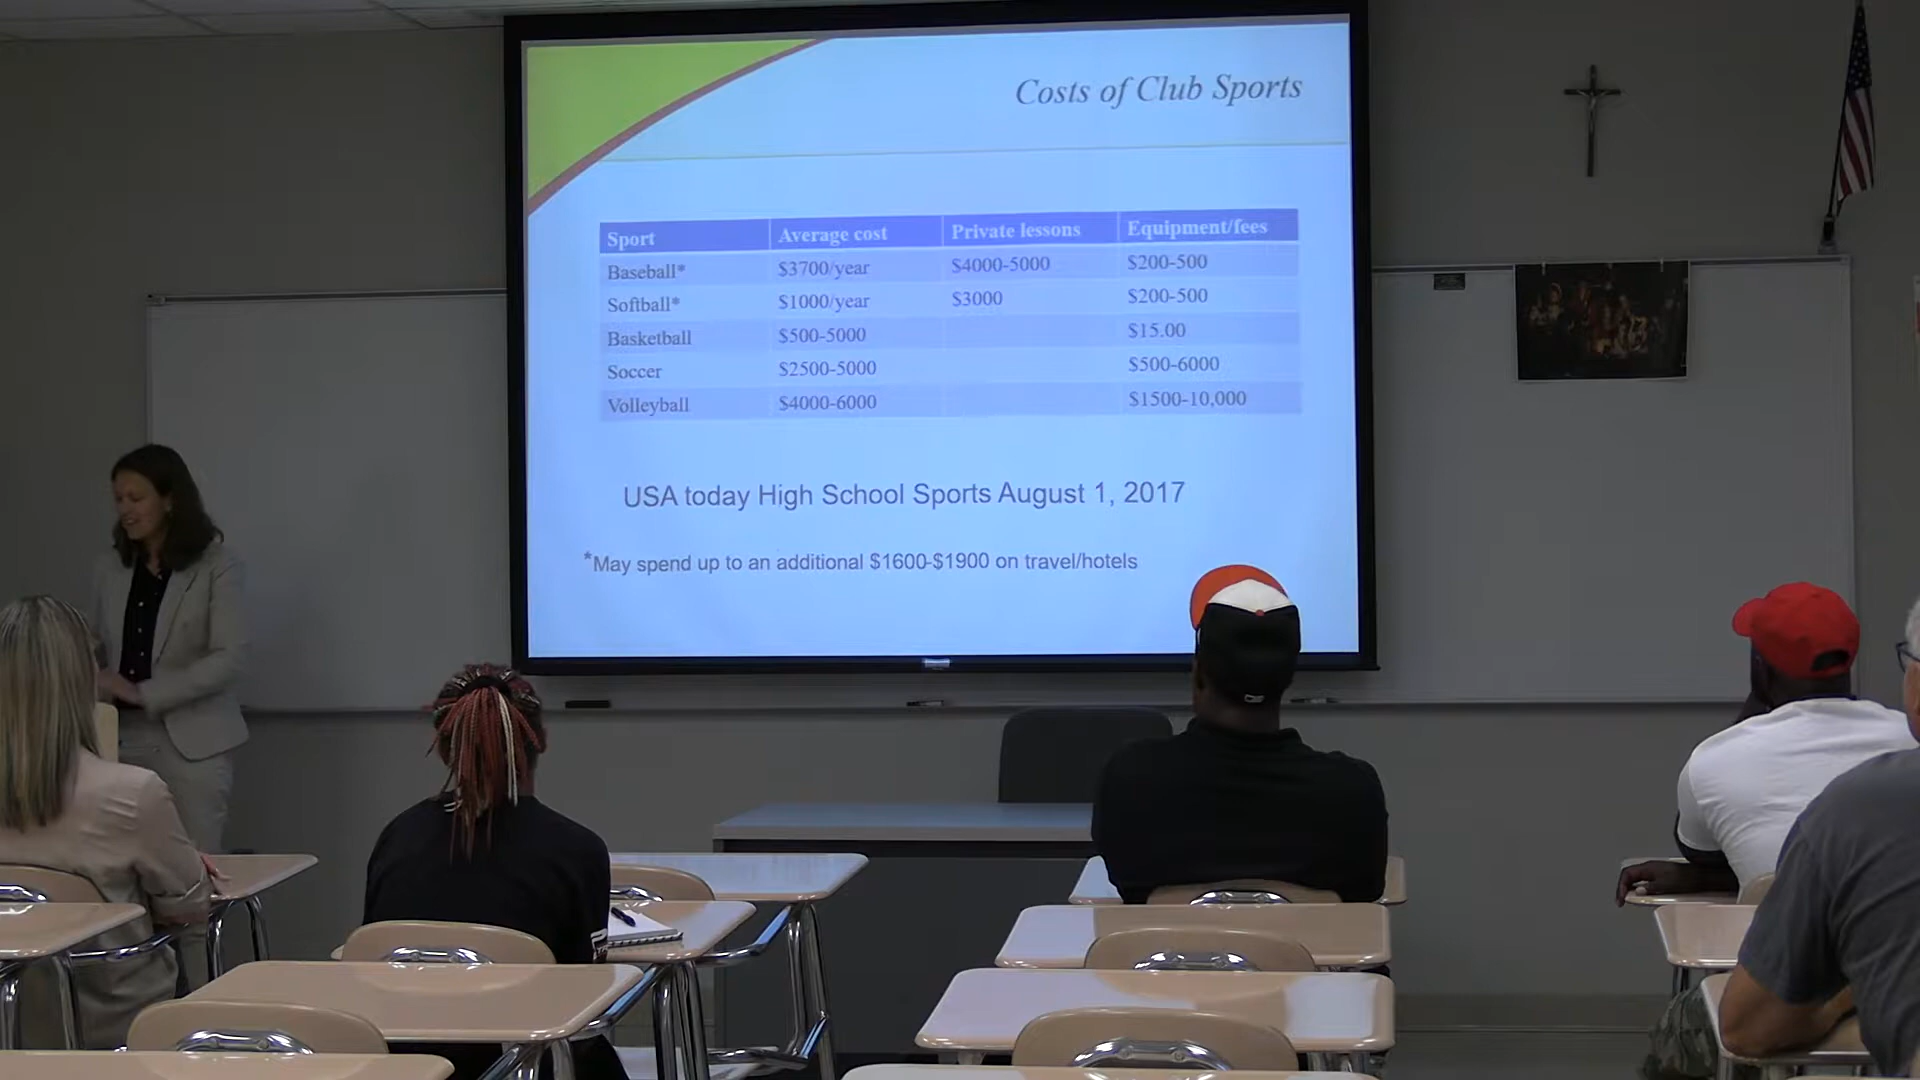 Costs of Club Sports
Sport Average cost Private lessons Equipment/fees
Baseball* $3700/year $4000-5000 $200-500
Softball* $1000/year $3000 $200-500
Basketball $500-5000 $15.00
Soccer $2500-5000 $500-6000
Volleyball $4000-6000 $1500-10,000
USA today High School Sports August 1, 2017
*May spend up to an additional $1600-$1900 on travel/hotels